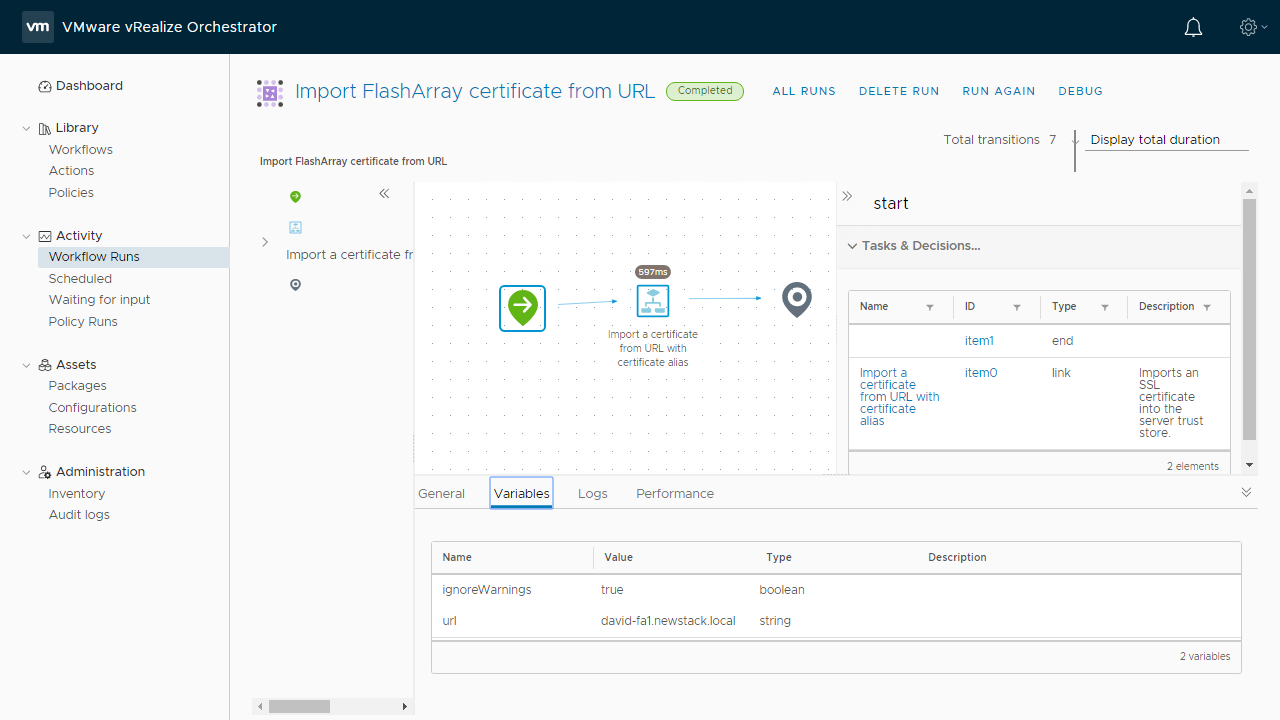 vm VMware vRealize Orchestrator
Dashboard
Library
Workflows
Actions
Policies
Activity
Workflow Runs
Scheduled
Waiting for input
Policy Runs
Assets
Packages
Configurations
Resources
Administration
Inventory
Audit logs
Import FlashArray certificate from URL Completed ALL RUNS DELETE RUN RUN AGAIN DEBUG
Total transitions 7 Display total duration
Import FlashArray certificate from URL
Import a certificate fr
597ms
Import a certificate
from URL with
certificate alias
start
Tasks & Decisions...
Name ID Type Description
item1 end
Import a certificate from URL with certificate alias item0 link Imports an SSL certificate into the server trust store.
2 elements
General Variables Logs Performance
Name Value Type Description
ignoreWarnings true boolean
url david-fa1.newstack.local string
2 variables